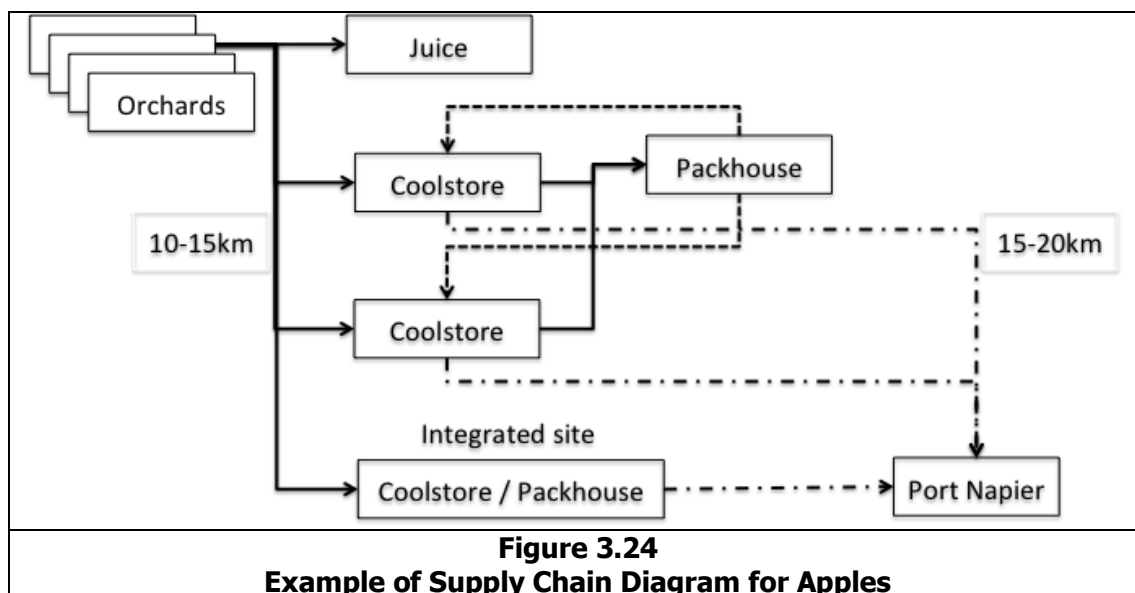 Juice
Orchards
Coolstore
Packhouse
10-15km
15-20km
Coolstore
Integrated site
Coolstore / Packhouse
Port Napier
Figure 3.24
Example of Supply Chain Diagram for Apples